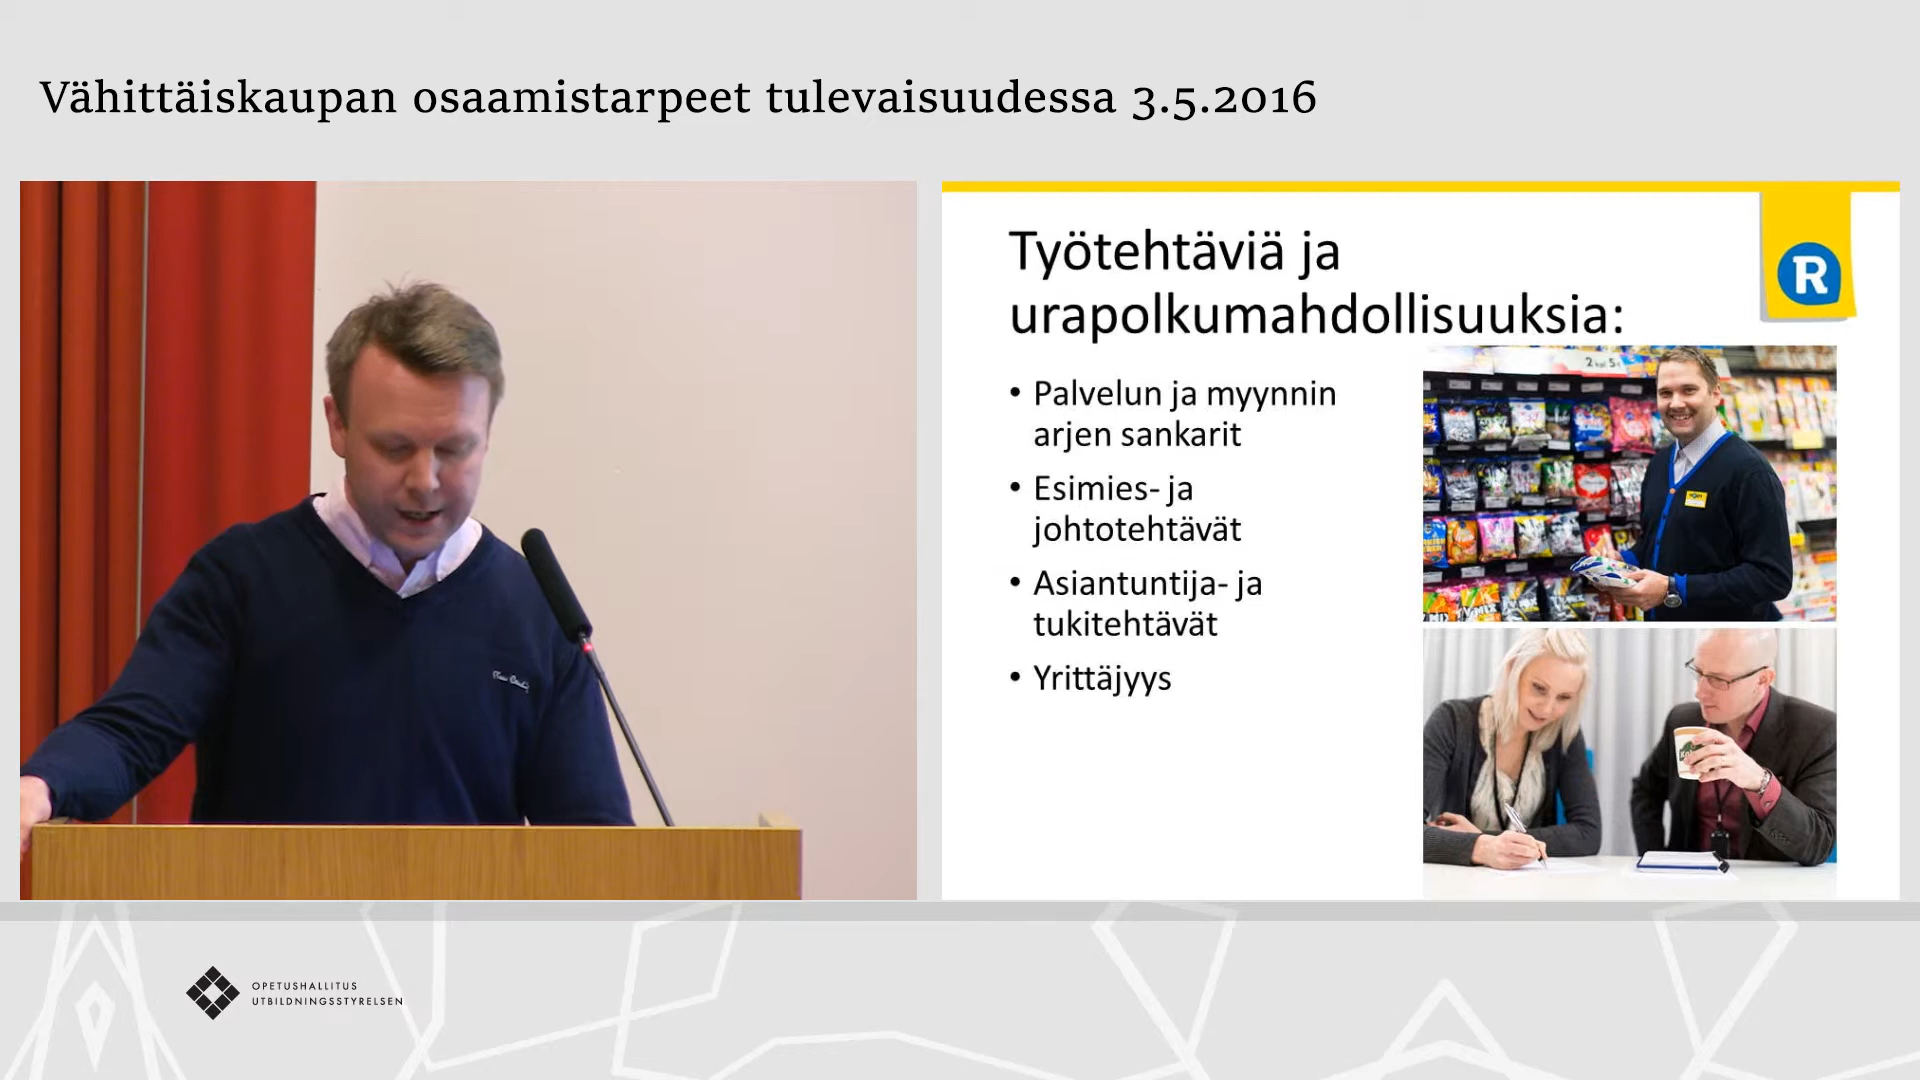 Vähittäiskaupan osaamistarpeet tulevaisuudessa 3.5.2016
Työtehtäviä ja
urapolkumahdollisuuksia:
R
• Palvelun ja myynnin
arjen sankarit
• Esimies- ja
johtotehtävät
• Asiantuntija- ja
tukitehtävät
• Yrittäjyys
OPETUSHALLITUS
UTBILDNINGSSTYRELSEN